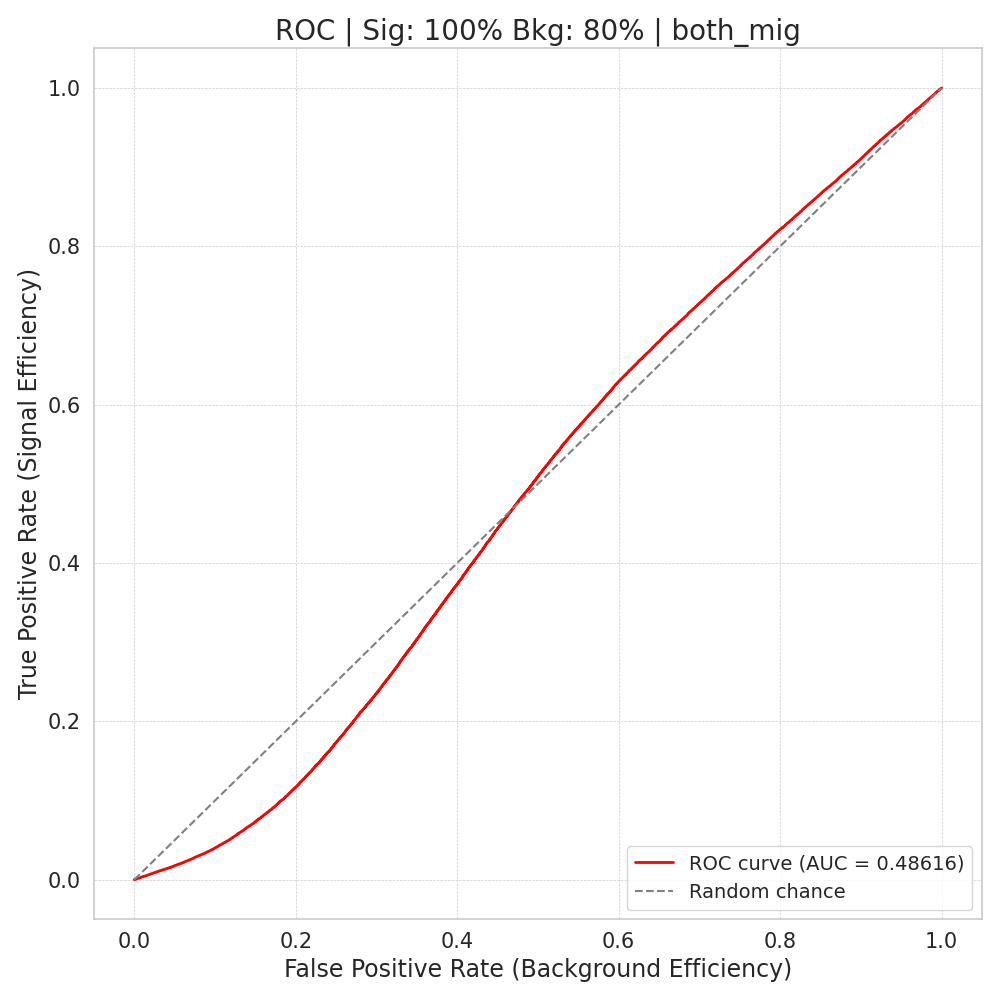 ROC | Sig: 100% Bkg: 80% | both_mig
True Positive Rate (Signal Efficiency)
1.0
0.8
0.6
0.4
0.2
0.0
ROC curve (AUC = 0.48616)
Random chance
0.0 0.2 0.4 0.6 0.8 1.0
False Positive Rate (Background Efficiency)